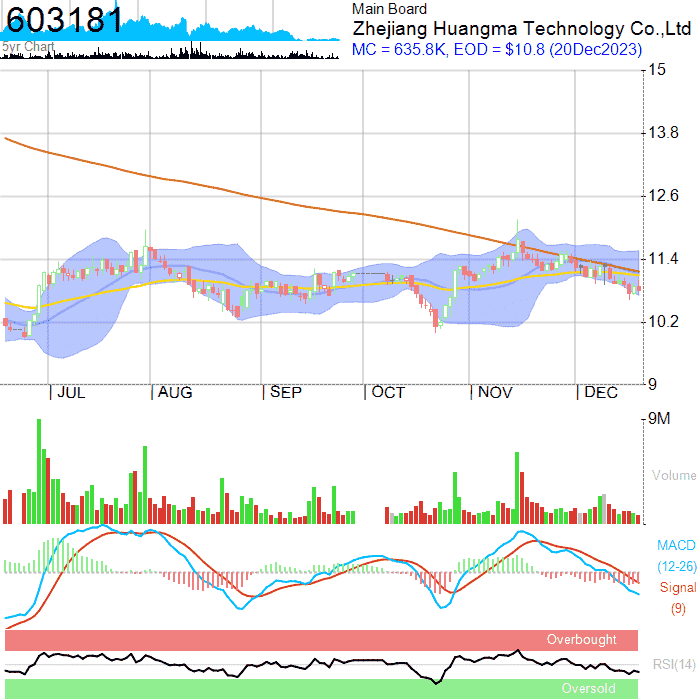 603181
5yr Chart
Main Board
Zhejiang Huangma Technology Co.,Ltd
MC = 635.8K, EOD = $10.8 (20Dec2023)
15
13.8
12.6
11.4
10.2
9
JUL
AUG
SEP
OCT
NOV
DEC
9M
Volume
MACD
(12-26)
Signal
(9)
Overbought
RSI(14)
Oversold